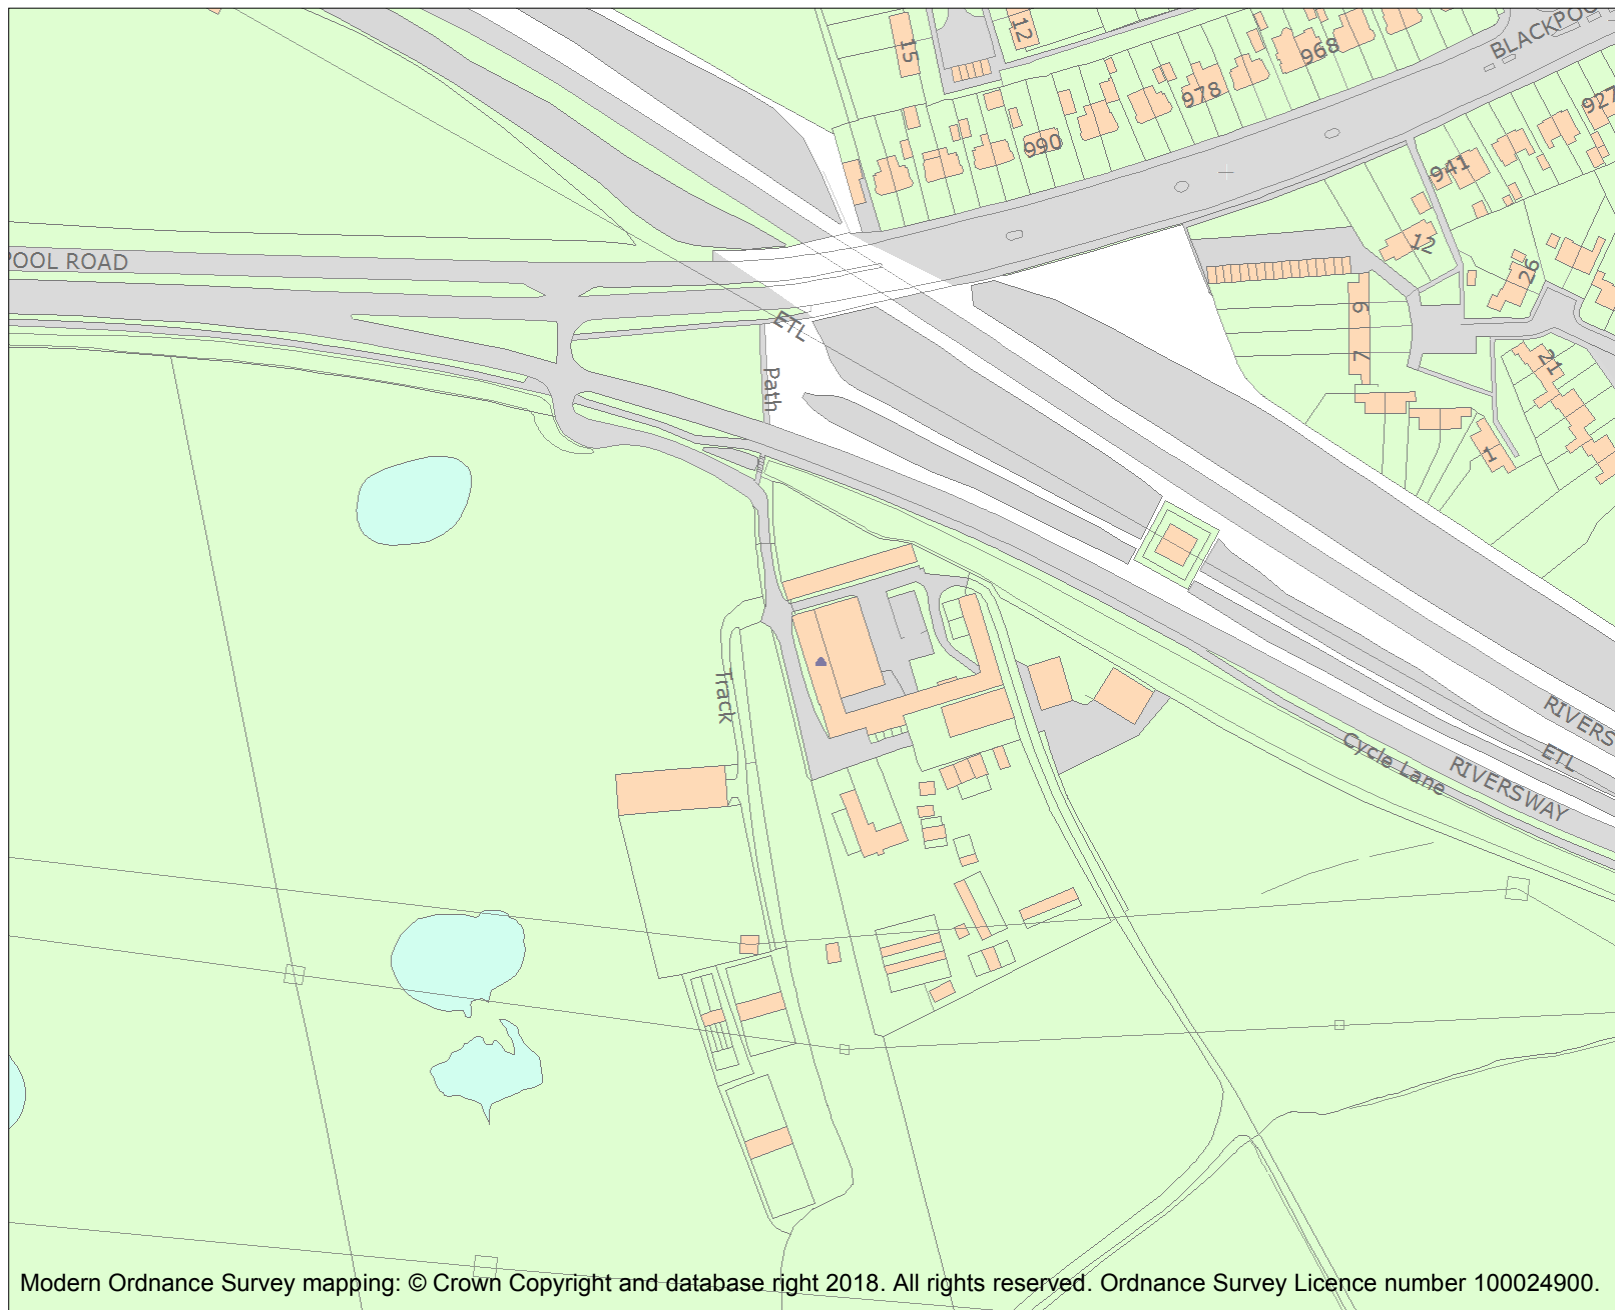 15
12
968
BLACKPOO
978
927
990
941
12
POOL ROAD
26
ETL
6
7
21
Path
1
Track
RIVERS
Cycle Lane
ETL
RIVERSWAY
Modern Ordnance Survey mapping: © Crown Copyright and database right 2018. All rights reserved. Ordnance Survey Licence number 100024900.